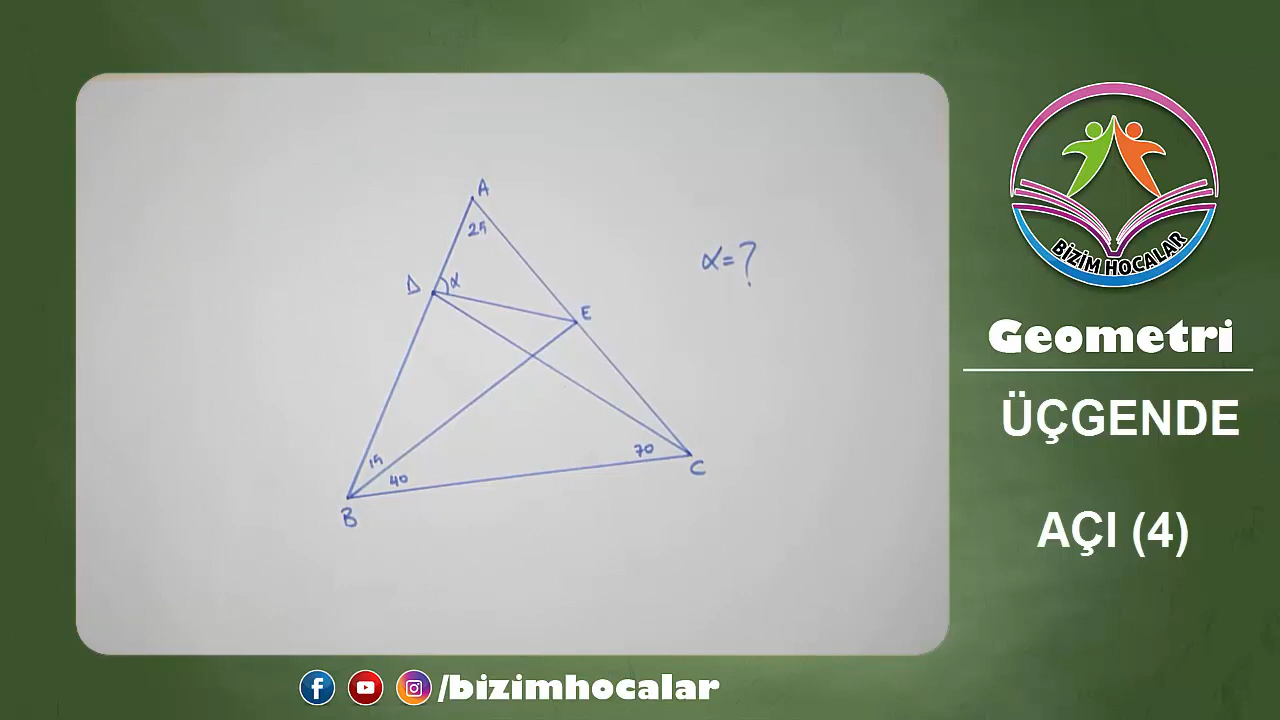 A
25
D α
E
α=?
15
40
70
B
C
BİZİM HOCALAR
Geometri
ÜÇGENDE
AÇI (4)
/bizimhocalar